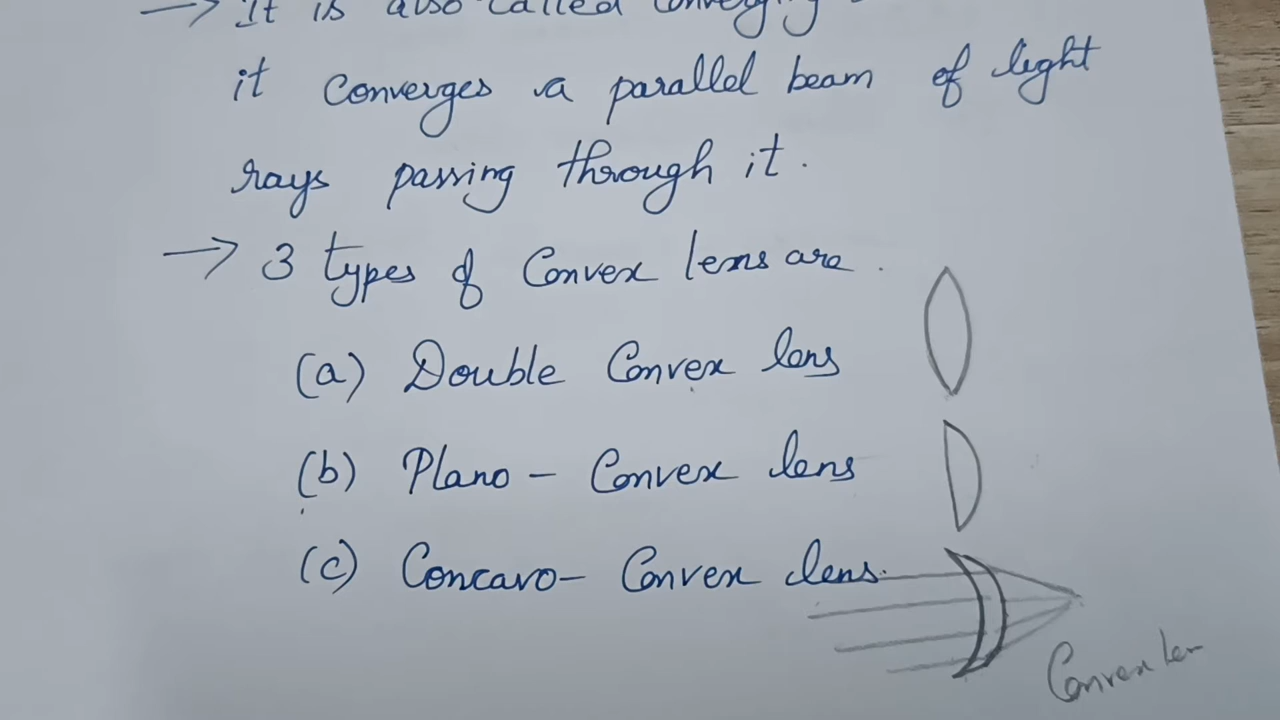 → It is also called Converging
it Converges a parallel beam of light
rays passing through it.
→ 3 types of Convex lens are.
(a) Double Convex lens
(b) Plano - Convex lens
(c) Concavo- Convex lens.
Convex len